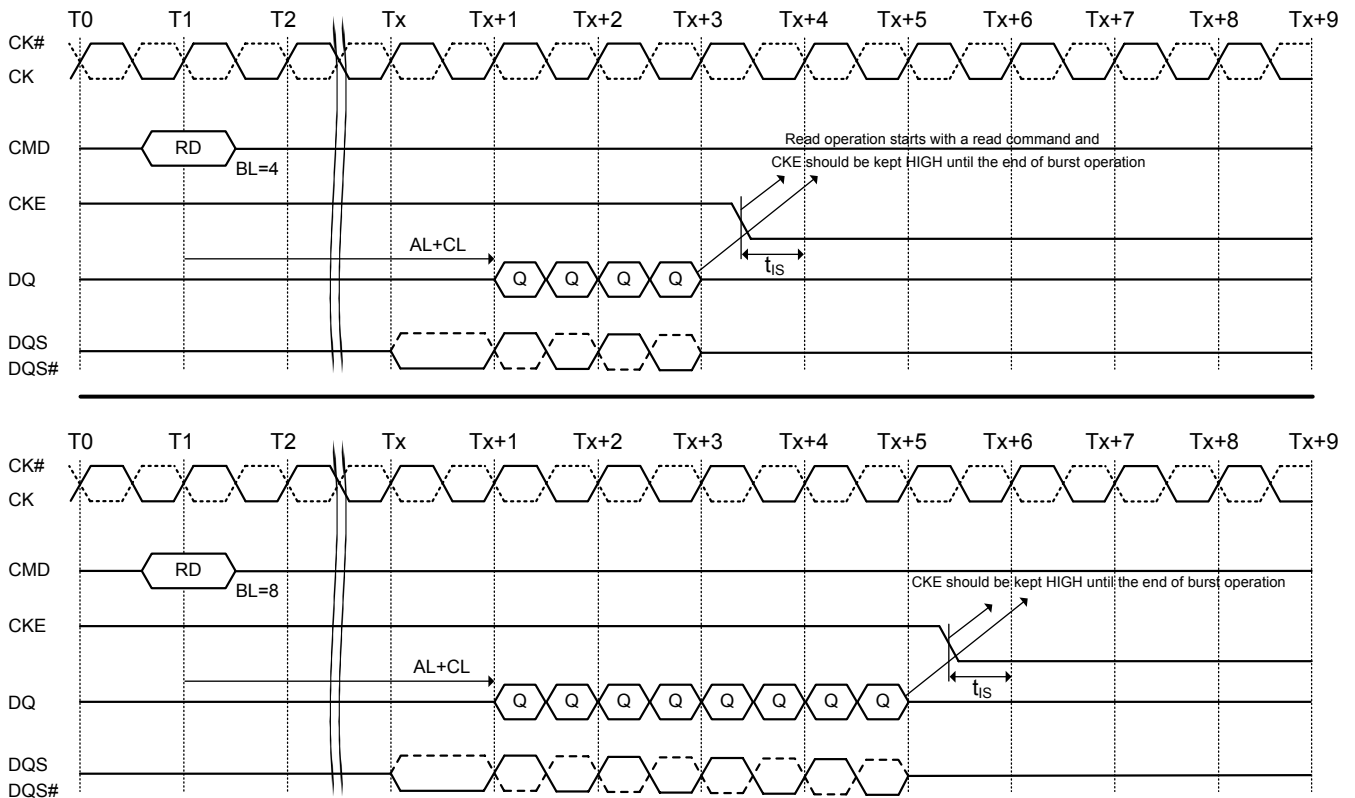 T0 T1 T2 Tx Tx+1 Tx+2 Tx+3 Tx+4 Tx+5 Tx+6 Tx+7 Tx+8 Tx+9
CK#
CK
Read operation starts with a read command and
CMD RD
CKE should be kept HIGH until the end of burst operation
BL=4
CKE
AL+CL
tIS
DQ Q Q Q Q
DQS
DQS#
T0 T1 T2 Tx Tx+1 Tx+2 Tx+3 Tx+4 Tx+5 Tx+6 Tx+7 Tx+8 Tx+9
CK#
CK
CMD RD
CKE should be kept HIGH until the end of burst operation
BL=8
CKE
AL+CL
tIS
DQ Q Q Q Q Q Q Q Q
DQS
DQS#